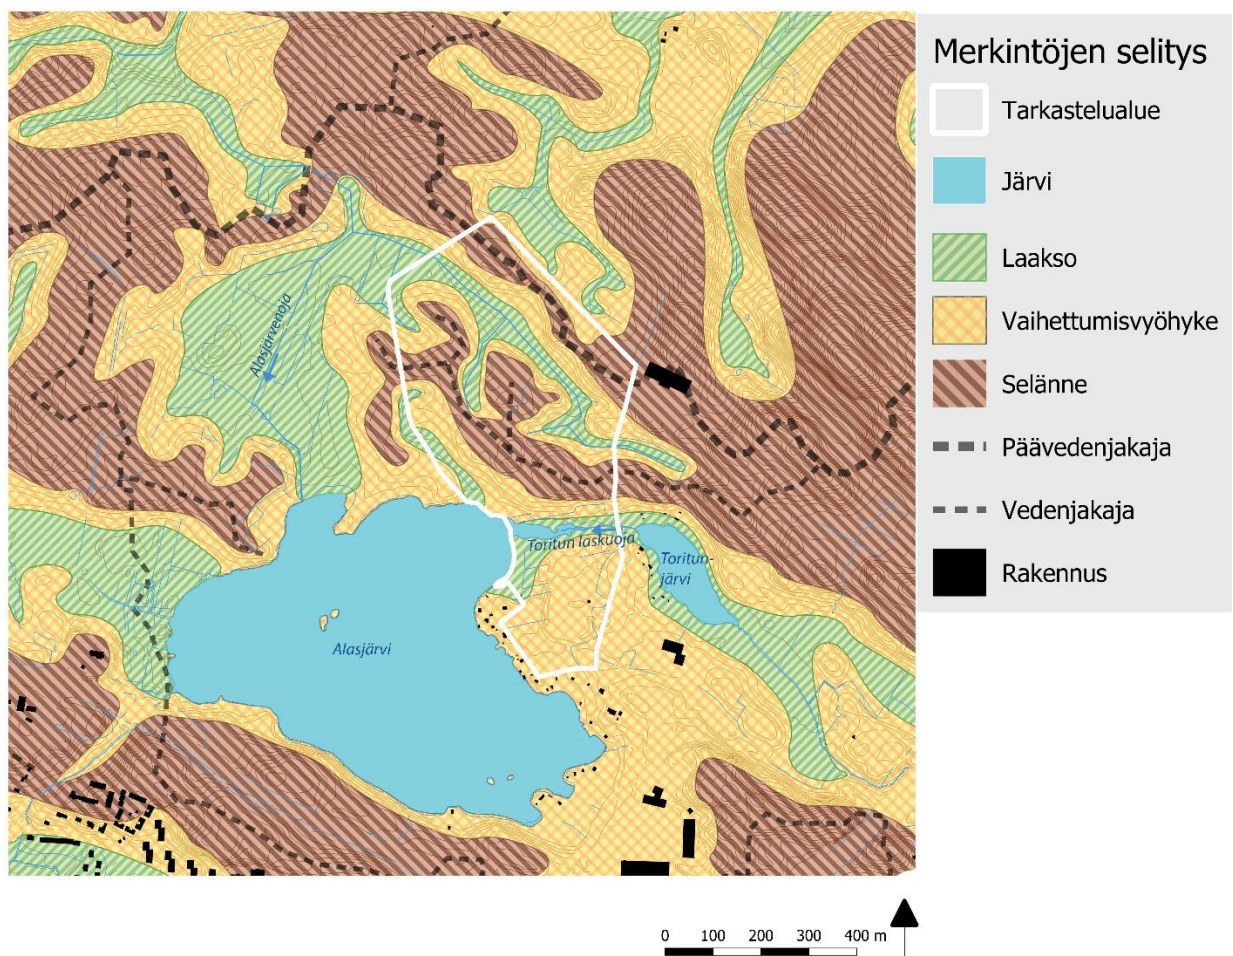 Merkintöjen selitys
Tarkastelualue
Järvi
Laakso
Vaihettumisvyöhyke
Selänne
Päävedenjakaja
Vedenjakaja
Rakennus
Alasjärvenoja
Toritun laskuoja
Toritun-
järvi
Alasjärvi
0 100 200 300 400 m